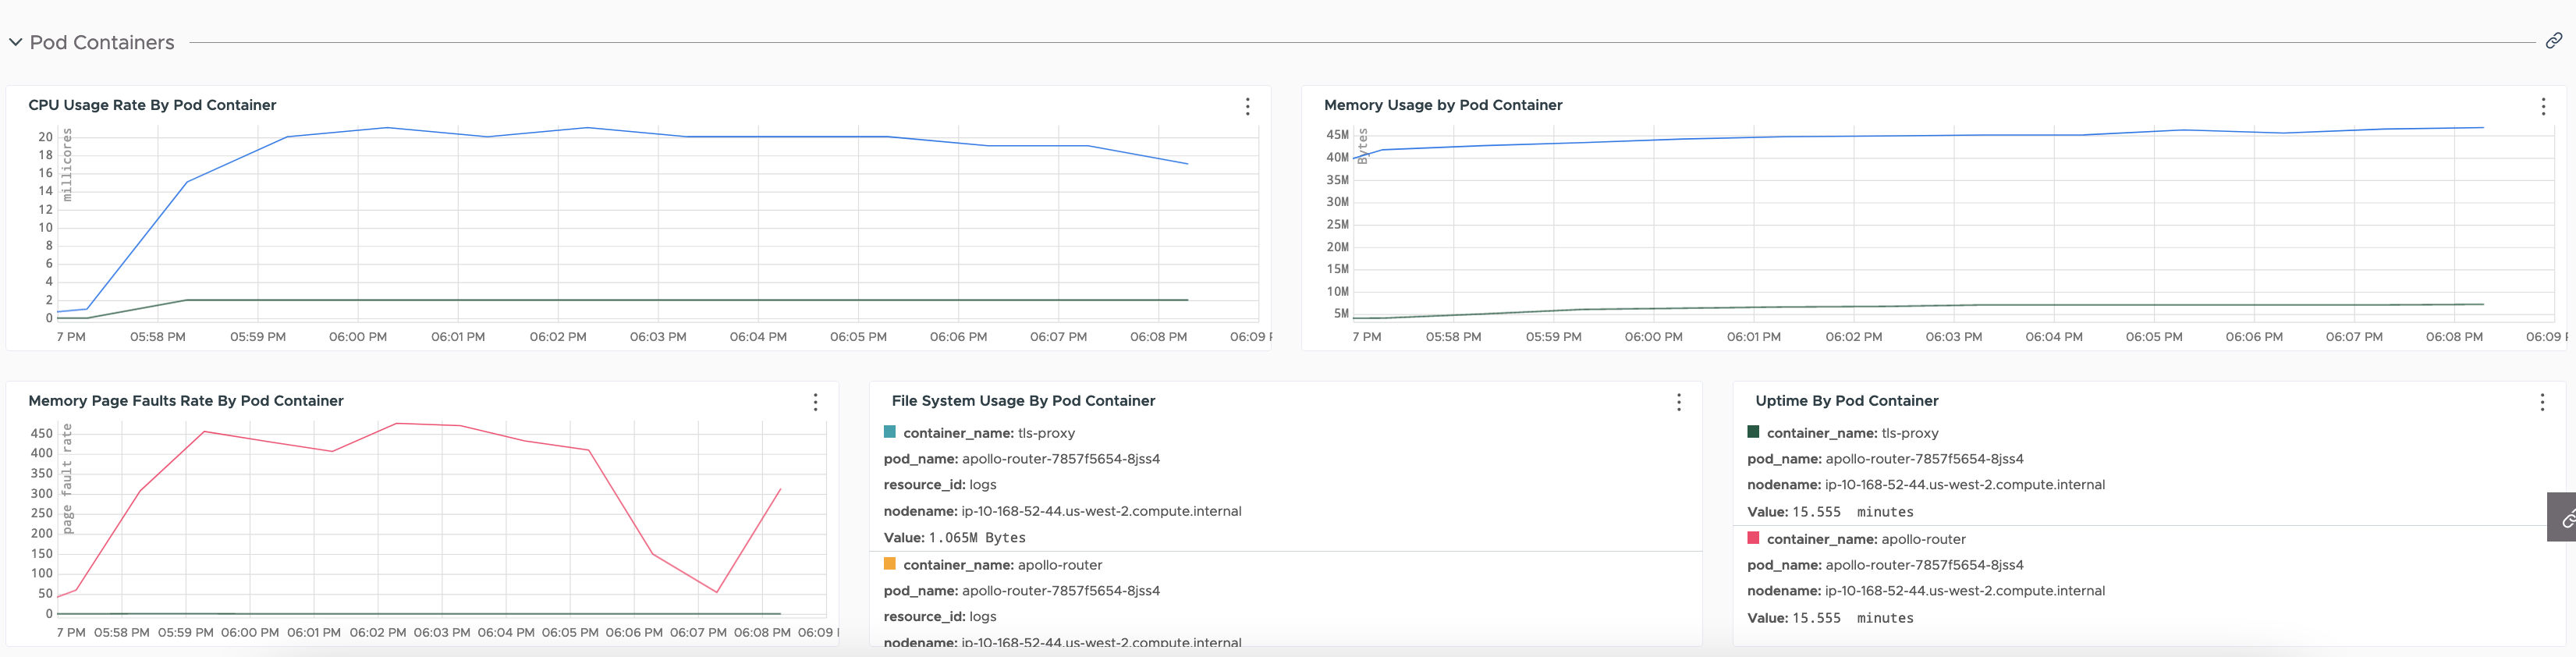 Pod Containers
CPU Usage Rate By Pod Container
millicores
20
18
16
14
12
10
8
6
4
2
0
7 PM 05:58 PM 05:59 PM 06:00 PM 06:01 PM 06:02 PM 06:03 PM 06:04 PM 06:05 PM 06:06 PM 06:07 PM 06:08 PM 06:09
Memory Usage by Pod Container
Bytes
45M
40M
35M
30M
25M
20M
15M
10M
5M
7 PM 05:58 PM 05:59 PM 06:00 PM 06:01 PM 06:02 PM 06:03 PM 06:04 PM 06:05 PM 06:06 PM 06:07 PM 06:08 PM 06:09
Memory Page Faults Rate By Pod Container
page fault rate
450
400
350
300
250
200
150
100
50
0
7 PM 05:58 PM 05:59 PM 06:00 PM 06:01 PM 06:02 PM 06:03 PM 06:04 PM 06:05 PM 06:06 PM 06:07 PM 06:08 PM 06:09
File System Usage By Pod Container
container_name: tls-proxy
pod_name: apollo-router-7857f5654-8jss4
resource_id: logs
nodename: ip-10-168-52-44.us-west-2.compute.internal
Value: 1.065M Bytes
container_name: apollo-router
pod_name: apollo-router-7857f5654-8jss4
resource_id: logs
nodename: ip-10-168-52-44.us-west-2.compute.internal
Uptime By Pod Container
container_name: tls-proxy
pod_name: apollo-router-7857f5654-8jss4
nodename: ip-10-168-52-44.us-west-2.compute.internal
Value: 15.555 minutes
container_name: apollo-router
pod_name: apollo-router-7857f5654-8jss4
nodename: ip-10-168-52-44.us-west-2.compute.internal
Value: 15.555 minutes